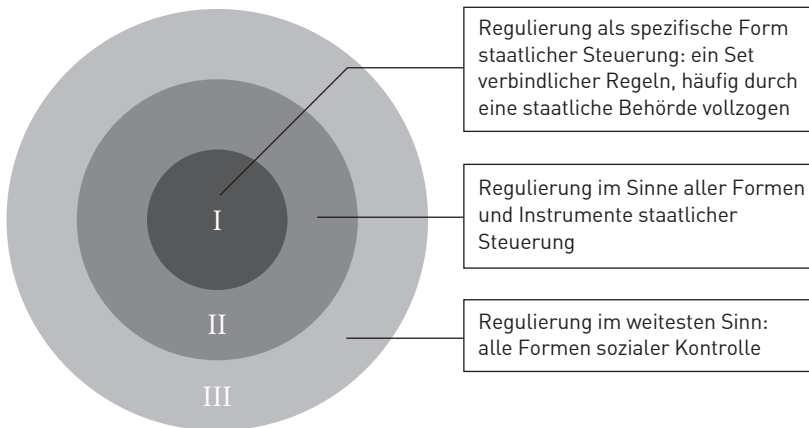 Regulierung als spezifische Form
staatlicher Steuerung: ein Set
verbindlicher Regeln, häufig durch
eine staatliche Behörde vollzogen
I
Regulierung im Sinne aller Formen
und Instrumente staatlicher
Steuerung
II
Regulierung im weitesten Sinn:
alle Formen sozialer Kontrolle
III